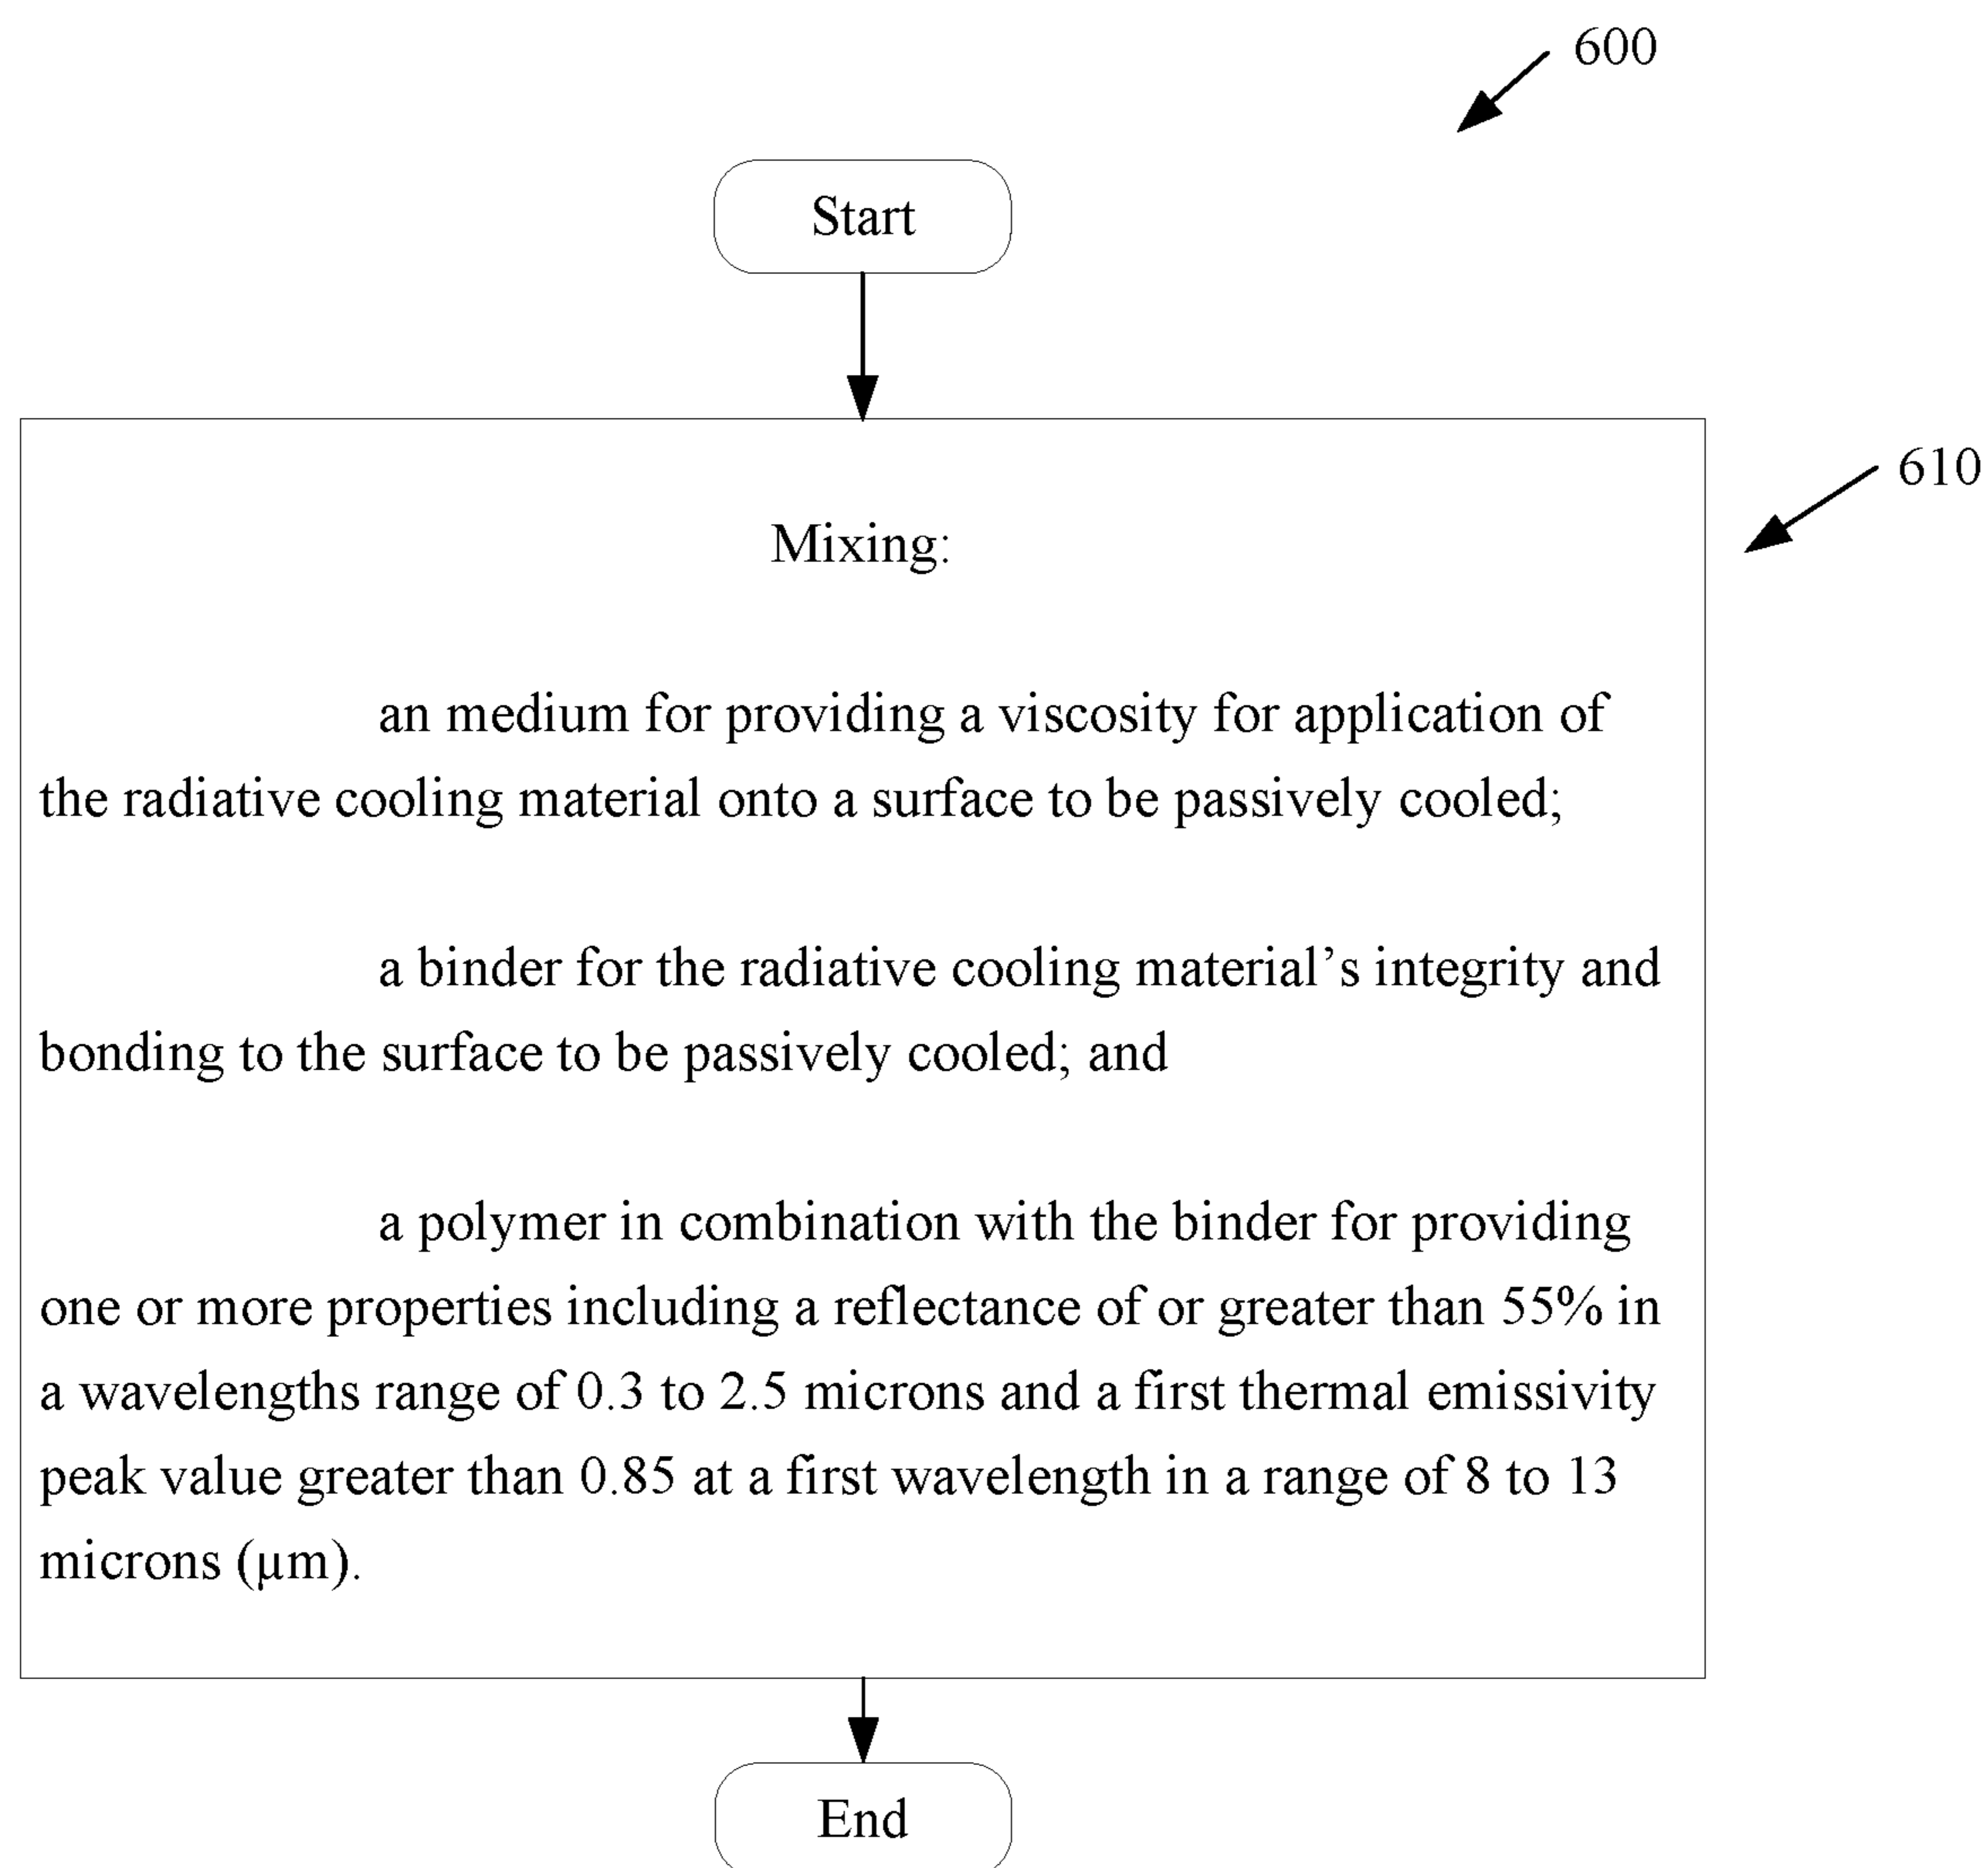 600
Start
610
Mixing:
an medium for providing a viscosity for application of
the radiative cooling material onto a surface to be passively cooled;
a binder for the radiative cooling material’s integrity and
bonding to the surface to be passively cooled; and
a polymer in combination with the binder for providing
one or more properties including a reflectance of or greater than 55% in
a wavelengths range of 0.3 to 2.5 microns and a first thermal emissivity
peak value greater than 0.85 at a first wavelength in a range of 8 to 13
microns (μm).
End